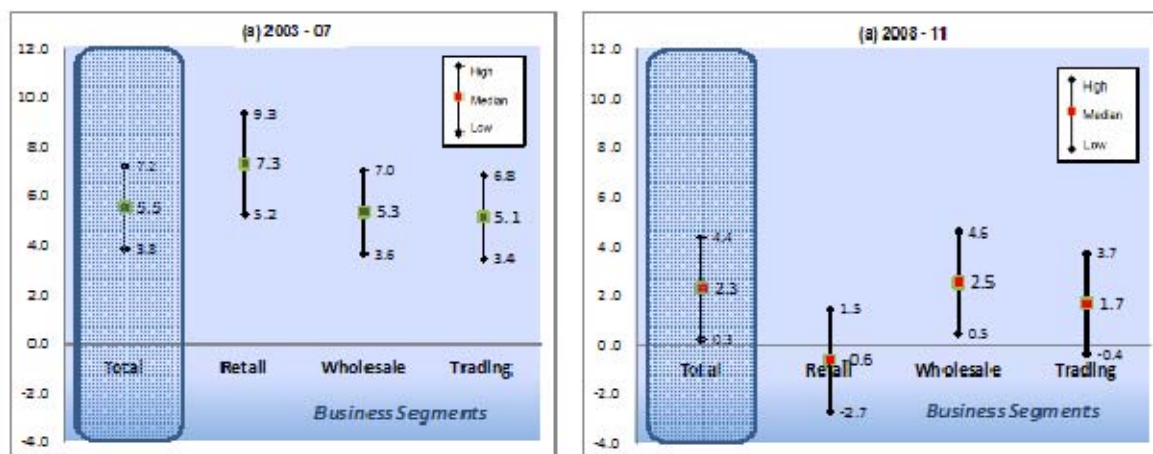 (a) 2003 - 07
12.0
10.0
8.0
6.0
4.0
2.0
0.0
-2.0
-4.0
High
Median
Low
7.2
5.5
3.8
9.3
7.3
5.2
7.0
5.3
3.6
6.8
5.1
3.4
Total
Retail
Wholesale
Trading
Business Segments
(a) 2008 - 11
12.0
10.0
8.0
6.0
4.0
2.0
0.0
-2.0
-4.0
High
Median
Low
4.4
2.3
0.3
1.5
-0.6
-2.7
4.6
2.5
0.5
3.7
1.7
-0.4
Total
Retail
Wholesale
Trading
Business Segments